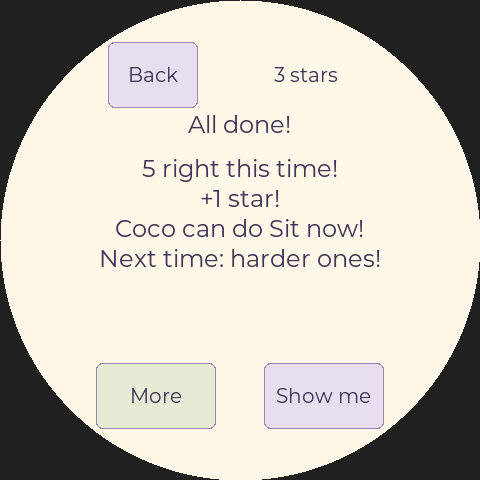 Back
3 stars
All done!
5 right this time!
+1 star!
Coco can do Sit now!
Next time: harder ones!
More
Show me